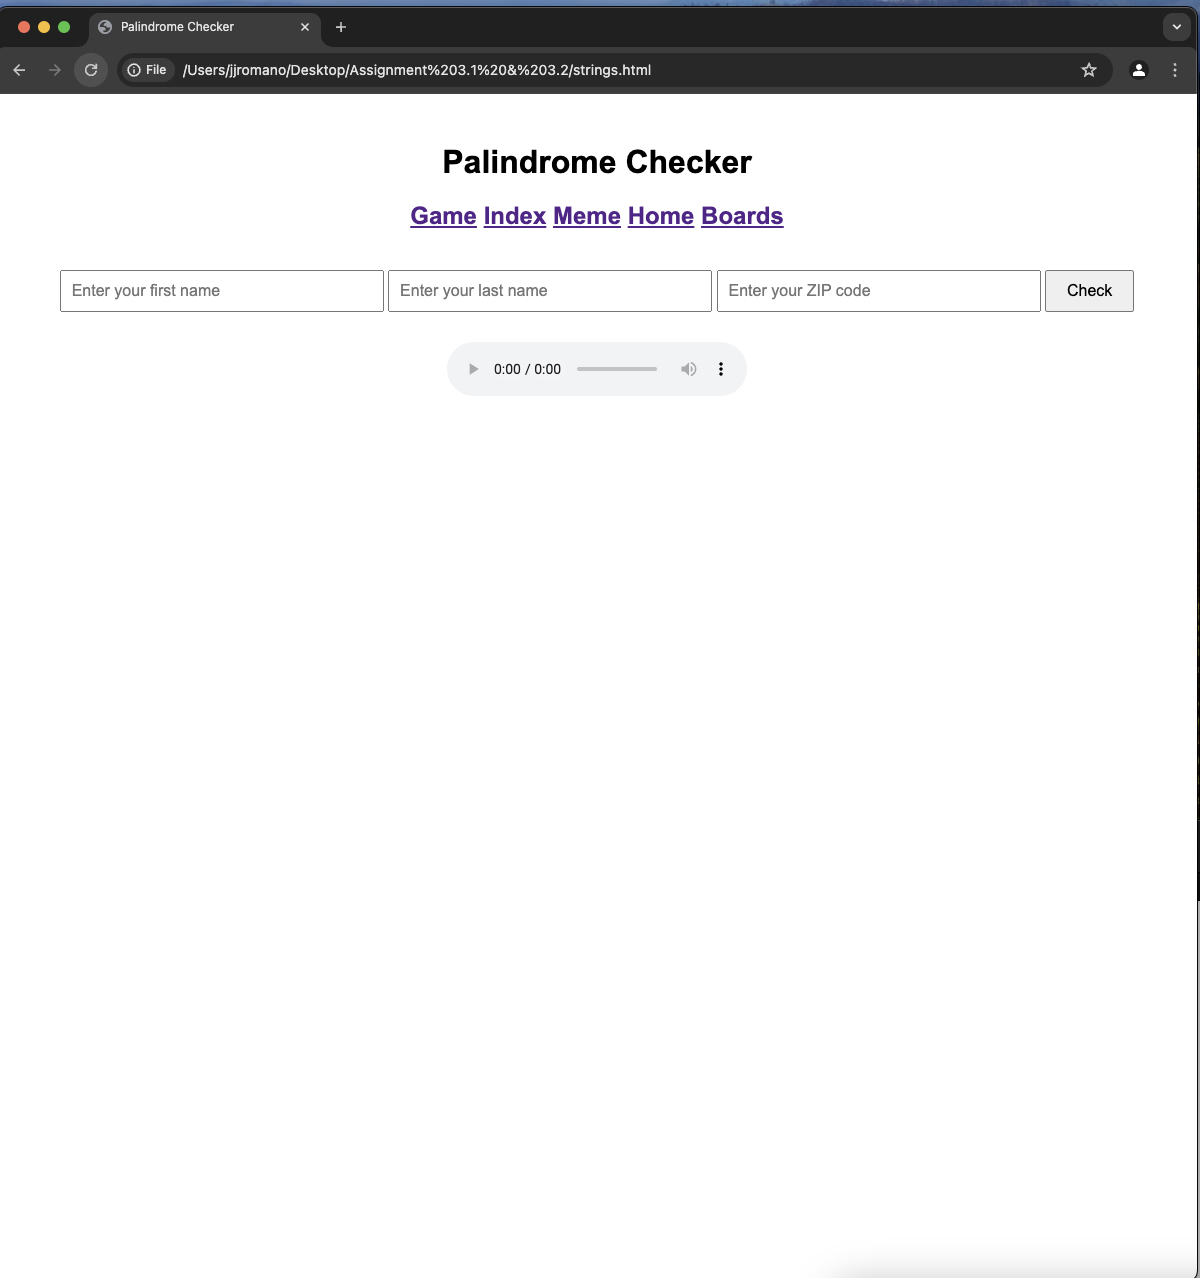 Palindrome Checker
File /Users/jjromano/Desktop/Assignment%203.1%20&%203.2/strings.html
Palindrome Checker
Game Index Meme Home Boards
Enter your first name Enter your last name Enter your ZIP code Check
0:00 / 0:00